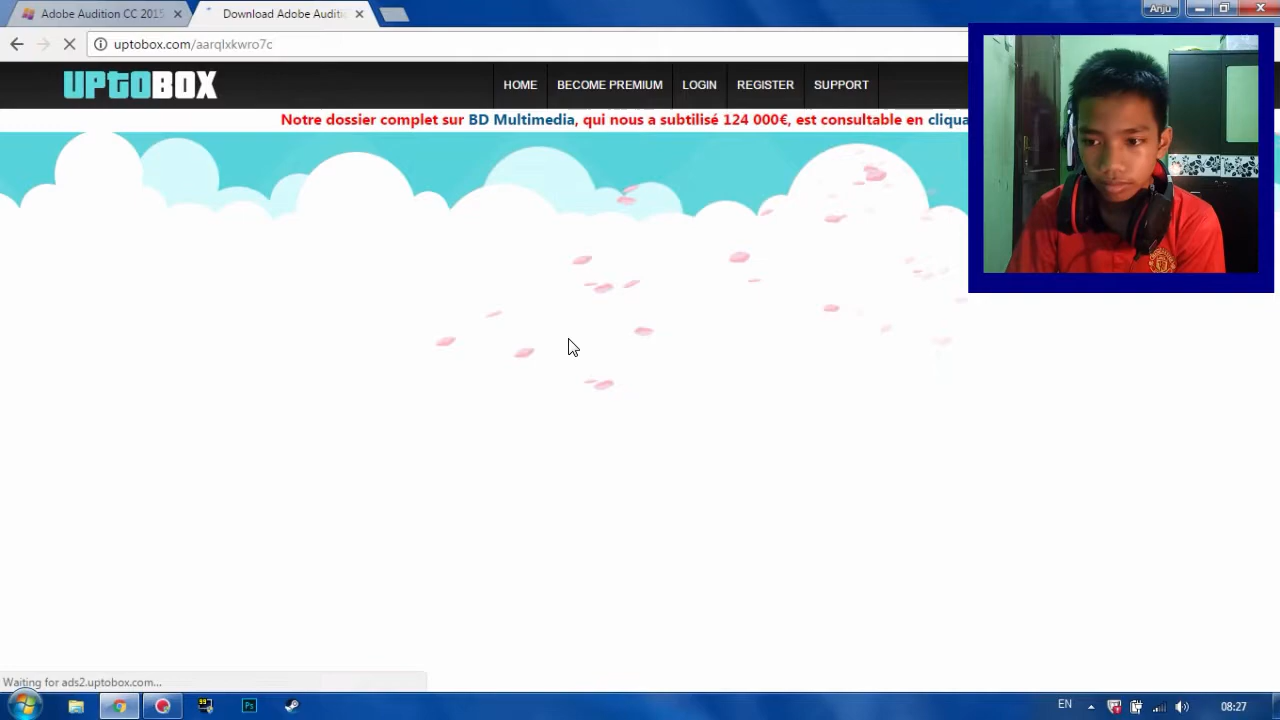 Adobe Audition CC 2015
Download Adobe Auditi
Anju
uptobox.com/aarqlxkwro7c
UPTOBOX
HOME
BECOME PREMIUM
LOGIN
REGISTER
SUPPORT
Notre dossier complet sur BD Multimedia, qui nous a subtilisé 124 000€, est consultable en cliqua
Waiting for ads2.uptobox.com...
Ps
EN
08:27